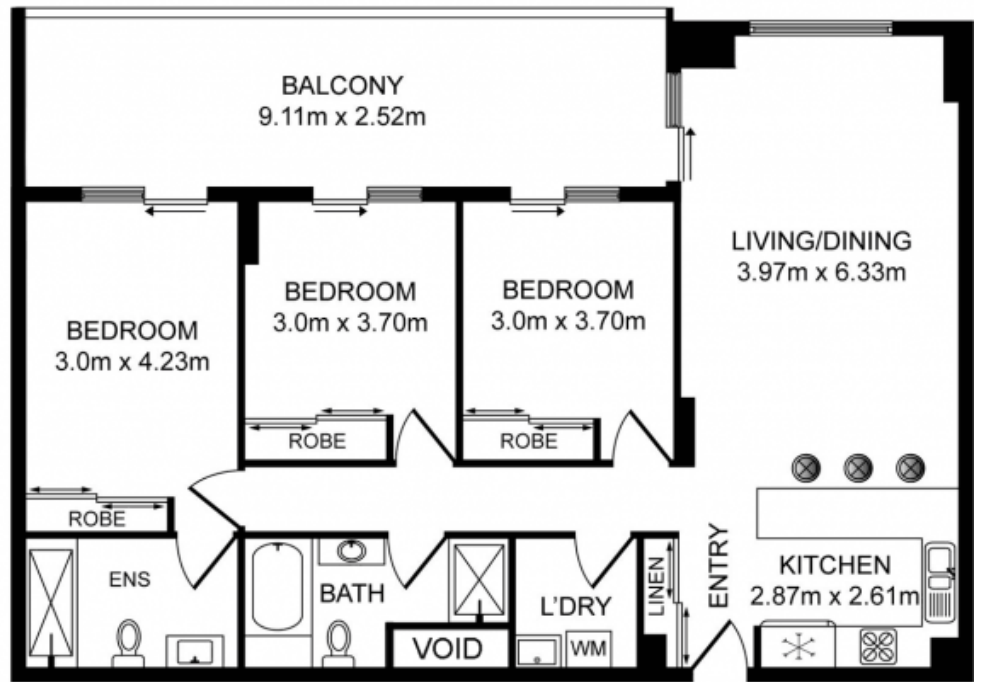 BALCONY
9.11m x 2.52m
LIVING/DINING
3.97m x 6.33m
BEDROOM
3.0m x 4.23m
BEDROOM
3.0m x 3.70m
BEDROOM
3.0m x 3.70m
ROBE
ROBE
ROBE
ENS
BATH
VOID
L'DRY
WM
LINEN
ENTRY
KITCHEN
2.87m x 2.61m